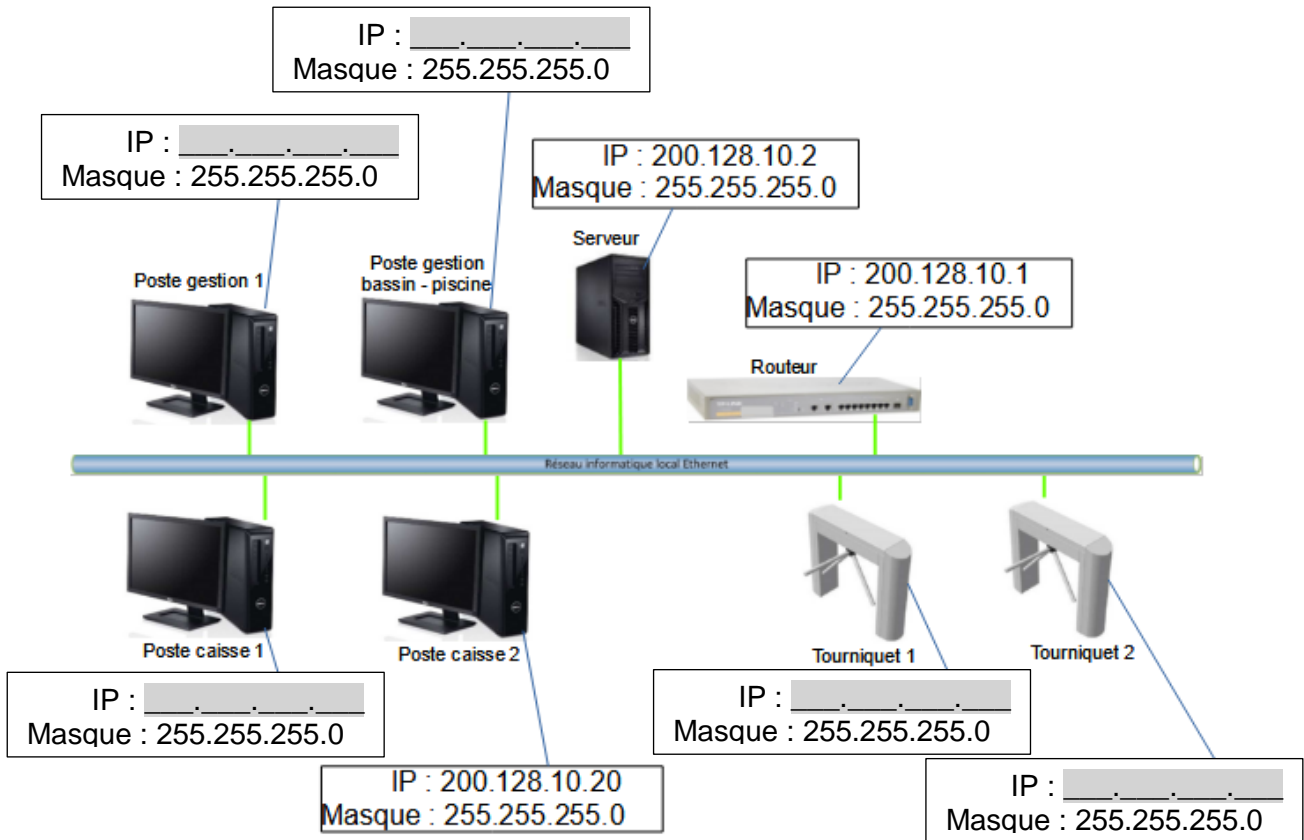 IP : ___.___.___.___
Masque : 255.255.255.0
IP : ___.___.___.___
Masque : 255.255.255.0
IP : 200.128.10.2
Masque : 255.255.255.0
Serveur
Poste gestion 1
Poste gestion
bassin - piscine
IP : 200.128.10.1
Masque : 255.255.255.0
Routeur
Réseau informatique local Ethernet
Poste caisse 1
Poste caisse 2
Tourniquet 1
Tourniquet 2
IP : ___.___.___.___
Masque : 255.255.255.0
IP : 200.128.10.20
Masque : 255.255.255.0
IP : ___.___.___.___
Masque : 255.255.255.0
IP : ___.___.___.___
Masque : 255.255.255.0